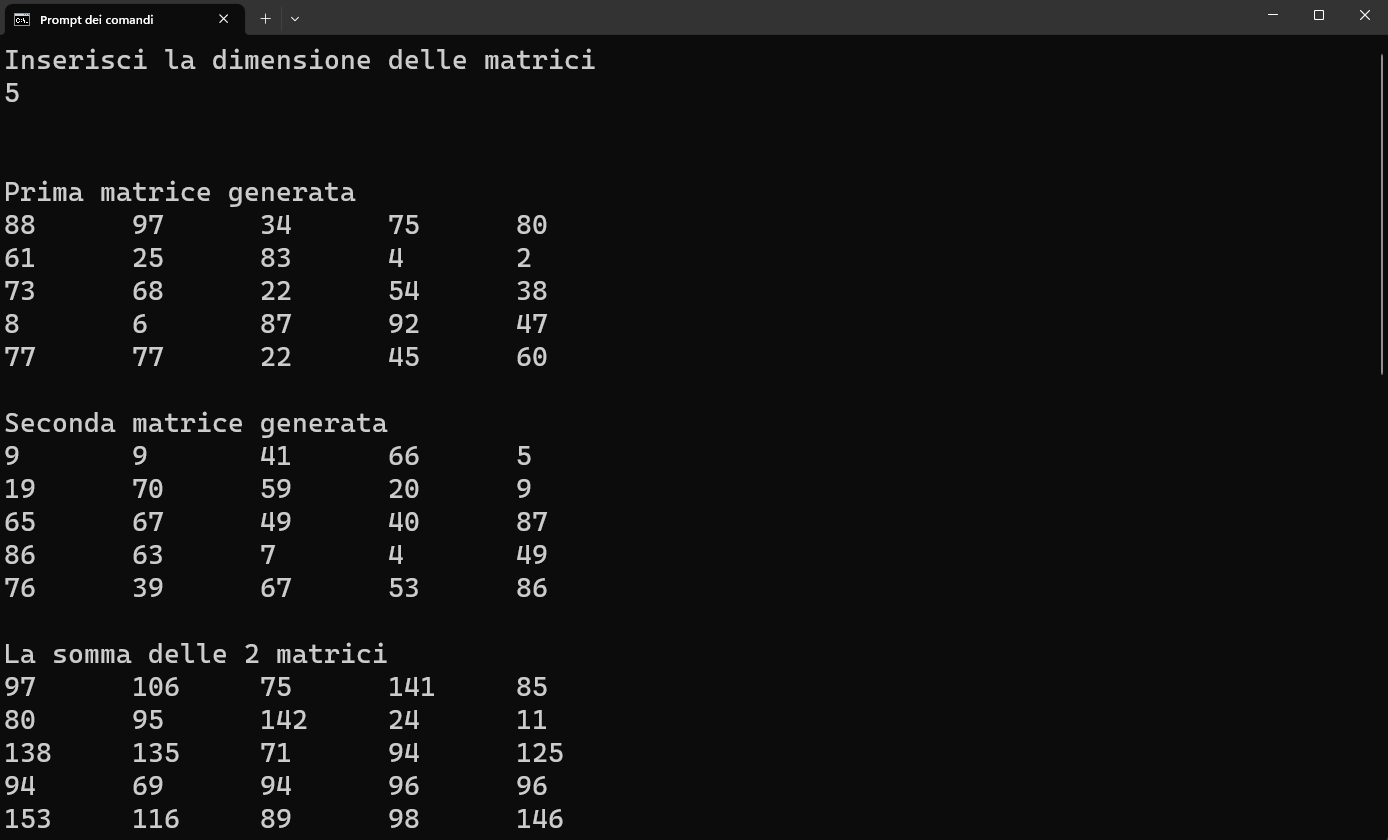 Prompt dei comandi
Inserisci la dimensione delle matrici
5
Prima matrice generata
88 97 34 75 80
61 25 83 4 2
73 68 22 54 38
8 6 87 92 47
77 77 22 45 60
Seconda matrice generata
9 9 41 66 5
19 70 59 20 9
65 67 49 40 87
86 63 7 4 49
76 39 67 53 86
La somma delle 2 matrici
97 106 75 141 85
80 95 142 24 11
138 135 71 94 125
94 69 94 96 96
153 116 89 98 146